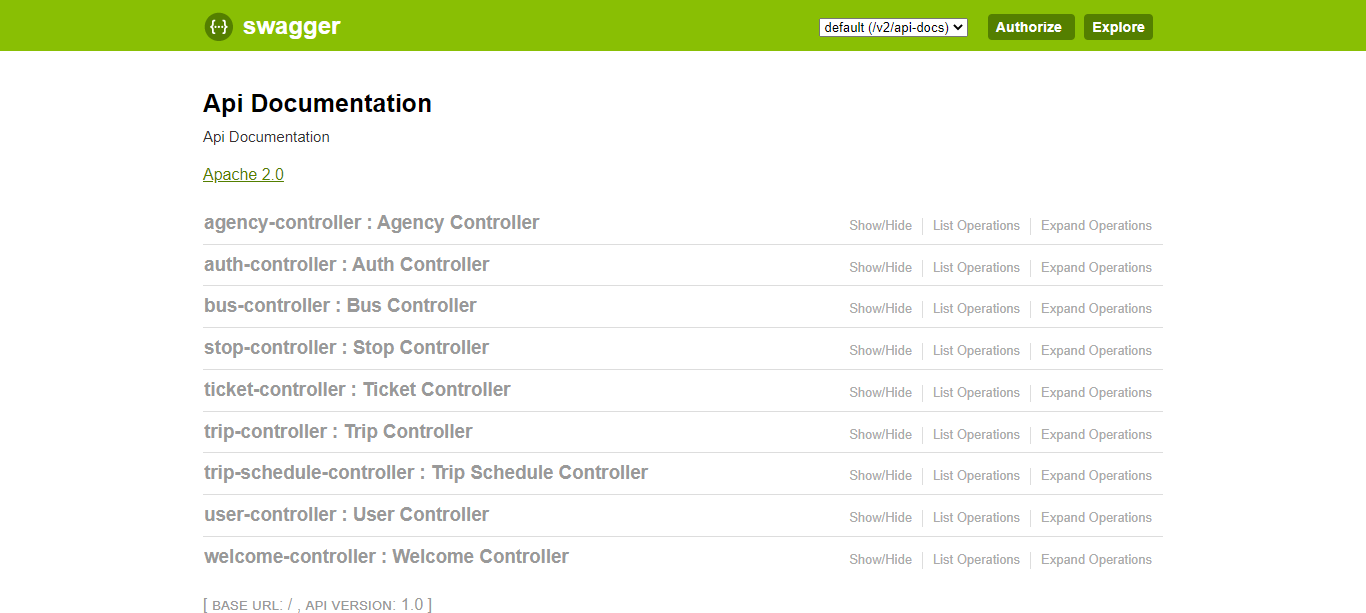 {···} swagger default (/v2/api-docs) Authorize Explore
Api Documentation
Api Documentation
Apache 2.0
agency-controller : Agency Controller Show/Hide List Operations Expand Operations
auth-controller : Auth Controller Show/Hide List Operations Expand Operations
bus-controller : Bus Controller Show/Hide List Operations Expand Operations
stop-controller : Stop Controller Show/Hide List Operations Expand Operations
ticket-controller : Ticket Controller Show/Hide List Operations Expand Operations
trip-controller : Trip Controller Show/Hide List Operations Expand Operations
trip-schedule-controller : Trip Schedule Controller Show/Hide List Operations Expand Operations
user-controller : User Controller Show/Hide List Operations Expand Operations
welcome-controller : Welcome Controller Show/Hide List Operations Expand Operations
[ BASE URL: / , API VERSION: 1.0 ]